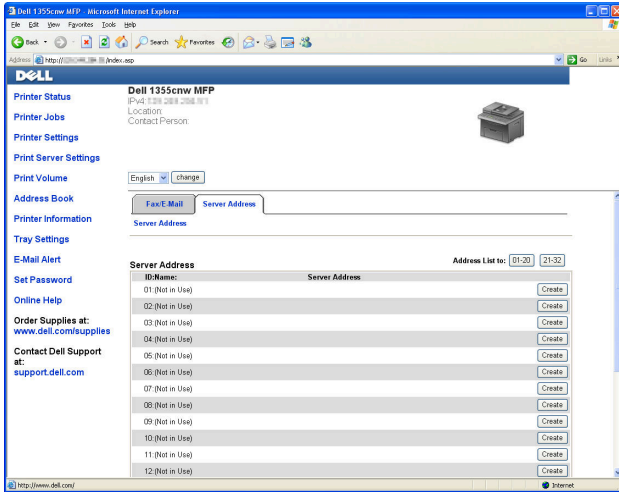 Dell 1355cnw MFP - Microsoft Internet Explorer
File Edit View Favorites Tools Help
Back Search Favorites
Address http:// /index.asp Go Links
DELL
Printer Status
Printer Jobs
Printer Settings
Print Server Settings
Print Volume
Address Book
Printer Information
Tray Settings
E-Mail Alert
Set Password
Online Help
Order Supplies at:
www.dell.com/supplies
Contact Dell Support
at:
support.dell.com
Dell 1355cnw MFP
IPv4:
Location:
Contact Person:
English change
Fax/E-Mail Server Address
Server Address
Server Address Address List to: 01-20 21-32
ID:Name: Server Address
01:(Not in Use) Create
02:(Not in Use) Create
03:(Not in Use) Create
04:(Not in Use) Create
05:(Not in Use) Create
06:(Not in Use) Create
07:(Not in Use) Create
08:(Not in Use) Create
09:(Not in Use) Create
10:(Not in Use) Create
11:(Not in Use) Create
12:(Not in Use) Create
http://www.dell.com/ Internet